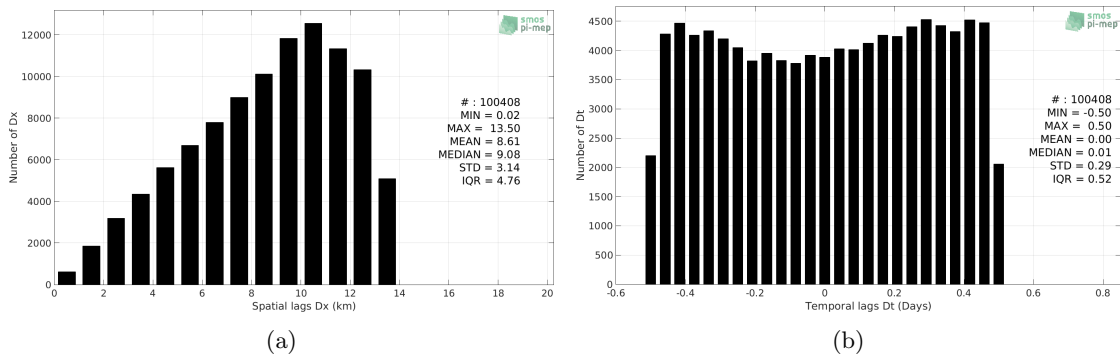 12000
10000
8000
6000
4000
2000
0
Number of Dx
0 2 4 6 8 10 12 14 16 18 20
Spatial lags Dx (km)
smos
pi-mep
# : 100408
MIN = 0.02
MAX = 13.50
MEAN = 8.61
MEDIAN = 9.08
STD = 3.14
IQR = 4.76
(a)
4500
4000
3500
3000
2500
2000
1500
1000
500
0
Number of Dt
-0.6 -0.4 -0.2 0 0.2 0.4 0.6 0.8
Temporal lags Dt (Days)
smos
pi-mep
# : 100408
MIN = -0.50
MAX = 0.50
MEAN = 0.00
MEDIAN = 0.01
STD = 0.29
IQR = 0.52
(b)